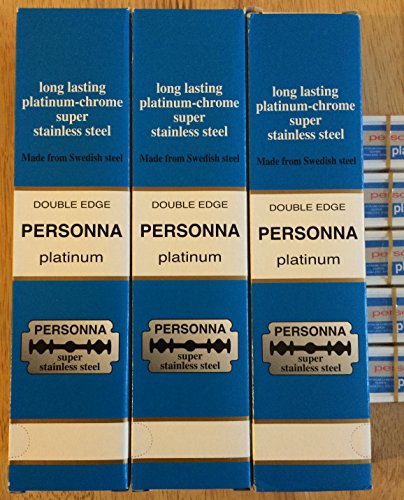 long lasting
platinum-chrome
super
stainless steel
Made from Swedish steel
DOUBLE EDGE
PERSONNA
platinum
PERSONNA
super
stainless steel
long lasting
platinum-chrome
super
stainless steel
Made from Swedish steel
DOUBLE EDGE
PERSONNA
platinum
PERSONNA
super
stainless steel
long lasting
platinum-chrome
super
stainless steel
Made from Swedish steel
DOUBLE EDGE
PERSONNA
platinum
PERSONNA
super
stainless steel